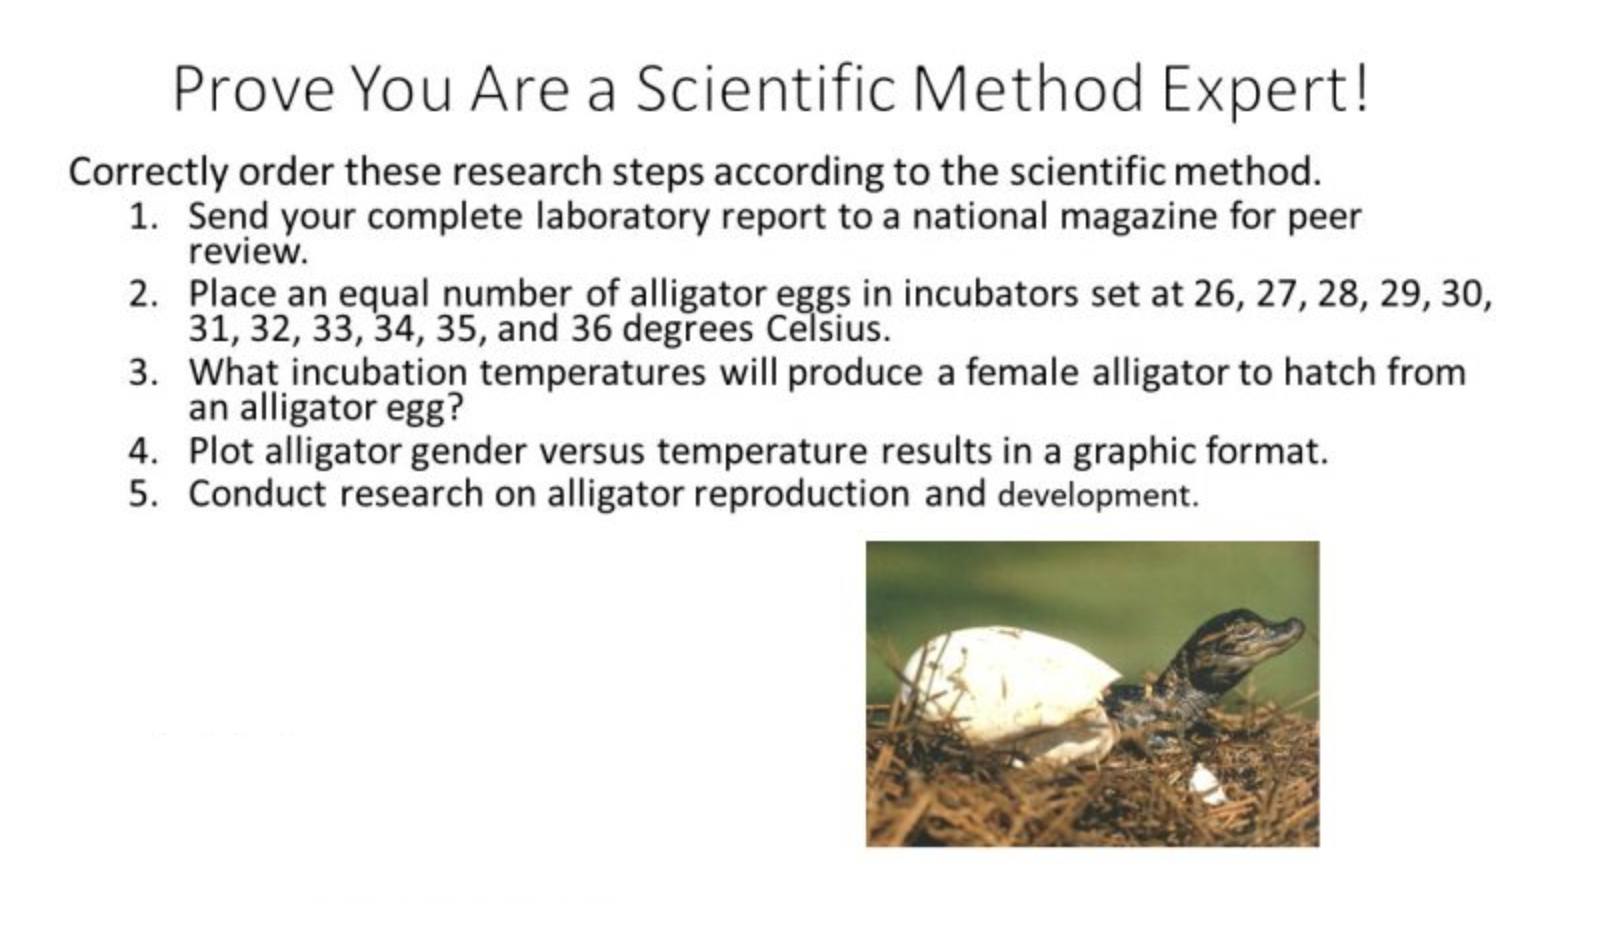 Prove You Are a Scientific Method Expert!
Correctly order these research steps according to the scientific method.
1. Send your complete laboratory report to a national magazine for peer
review.
2. Place an equal number of alligator eggs in incubators set at 26, 27, 28, 29, 30,
31, 32, 33, 34, 35, and 36 degrees Celsius.
3. What incubation temperatures will produce a female alligator to hatch from
an alligator egg?
4. Plot alligator gender versus temperature results in a graphic format.
5. Conduct research on alligator reproduction and development.